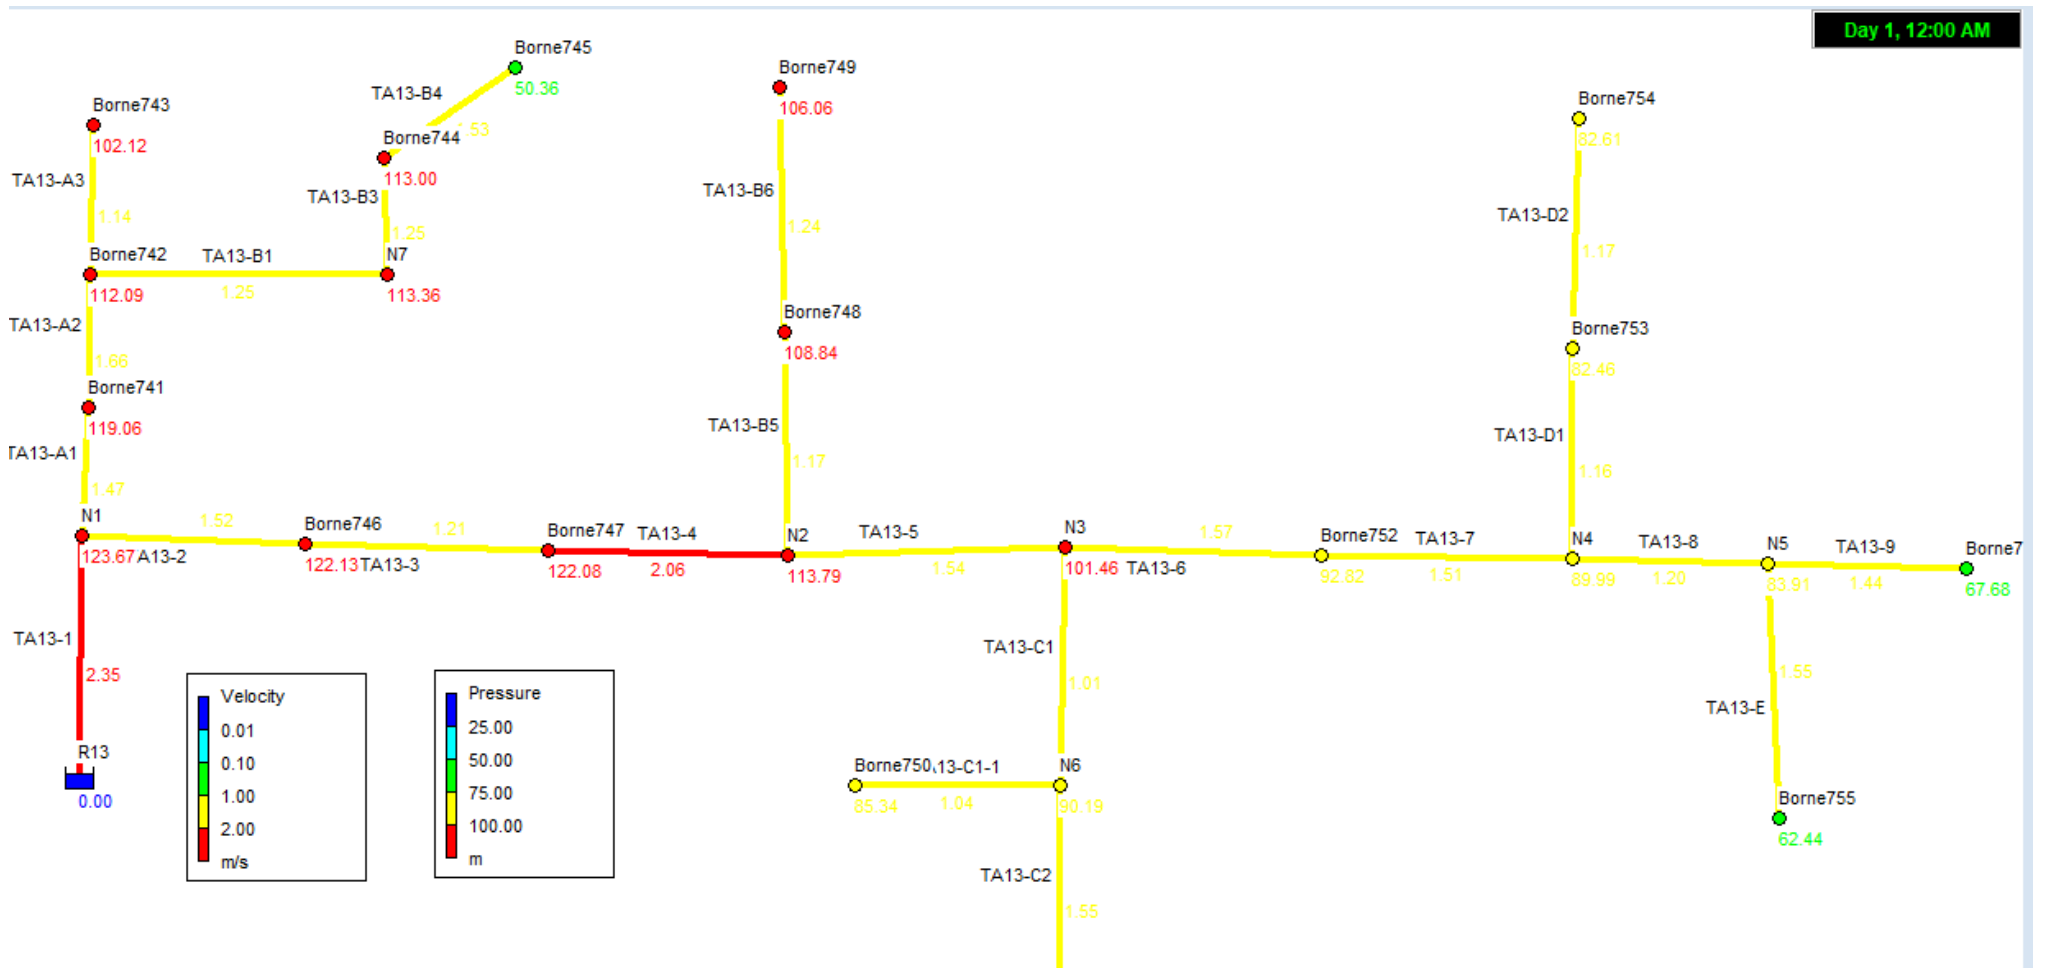 Day 1, 12:00 AM
Borne745
50.36
TA13-B4
.53
Borne749
106.06
Borne754
82.61
Borne743
102.12
Borne744
113.00
TA13-A3
TA13-B3
TA13-B6
TA13-D2
1.14
1.25
1.24
1.17
Borne742
TA13-B1
N7
112.09
1.25
113.36
TA13-A2
Borne748
108.84
Borne753
82.46
1.66
Borne741
119.06
TA13-A1
TA13-B5
TA13-D1
1.47
1.17
1.16
N1
1.52
Borne746
1.21
Borne747
TA13-4
N2
TA13-5
N3
1.57
Borne752
TA13-7
N4
TA13-8
N5
TA13-9
Borne7
123.67
A13-2
122.13
TA13-3
122.08
2.06
113.79
1.54
101.46
TA13-6
92.82
1.51
89.99
1.20
83.91
1.44
67.68
TA13-1
TA13-C1
2.35
1.01
1.55
TA13-E
R13
0.00
Velocity
0.01
0.10
1.00
2.00
m/s
Pressure
25.00
50.00
75.00
100.00
m
Borne750
13-C1-1
N6
85.34
1.04
90.19
Borne755
62.44
TA13-C2
1.55